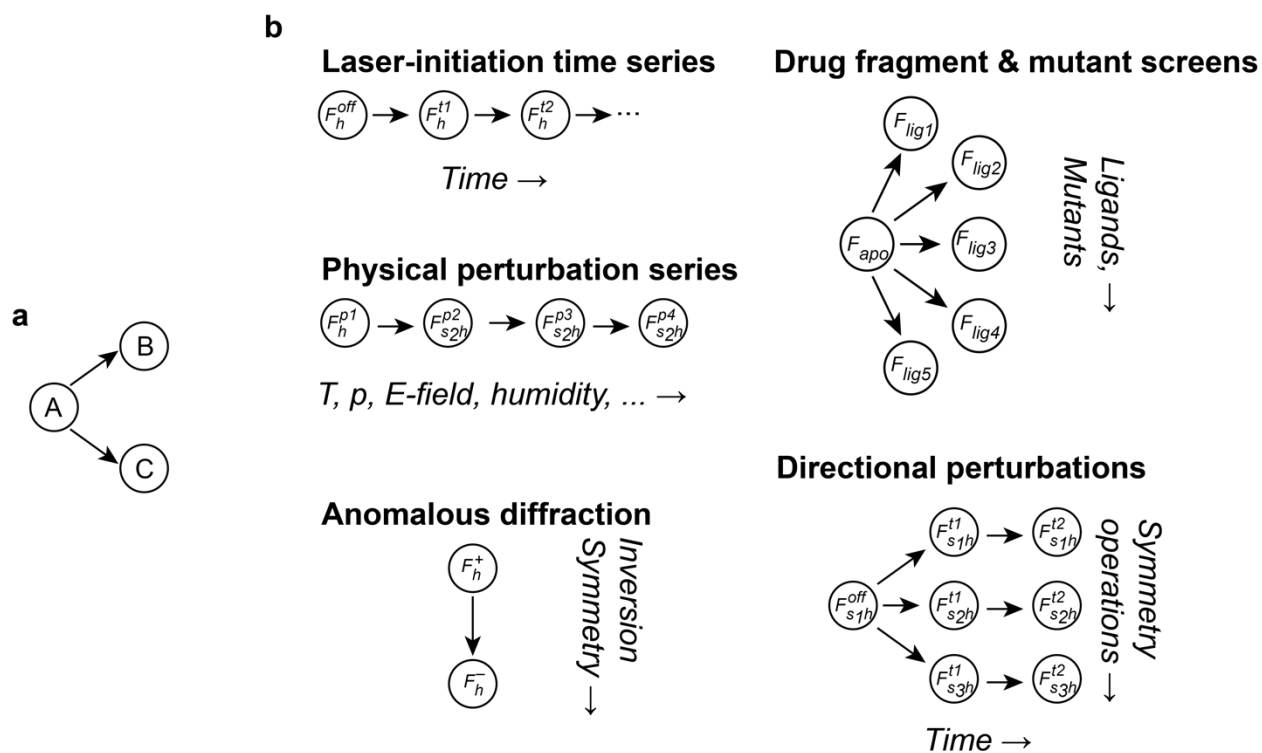 a
A
B
C
b
Laser-initiation time series
F_h^off → F_h^t1 → F_h^t2 → ···
Time →
Physical perturbation series
F_h^p1 → F_s2h^p2 → F_s2h^p3 → F_s2h^p4
T, p, E-field, humidity, ... →
Anomalous diffraction
F_h^+
F_h^−
Inversion
Symmetry →
Drug fragment & mutant screens
F_apo
F_lig1
F_lig2
F_lig3
F_lig4
F_lig5
Ligands,
Mutants →
Directional perturbations
F_s1h^off
F_s1h^t1 → F_s1h^t2
F_s2h^t1 → F_s2h^t2
F_s3h^t1 → F_s3h^t2
Symmetry
operations →
Time →